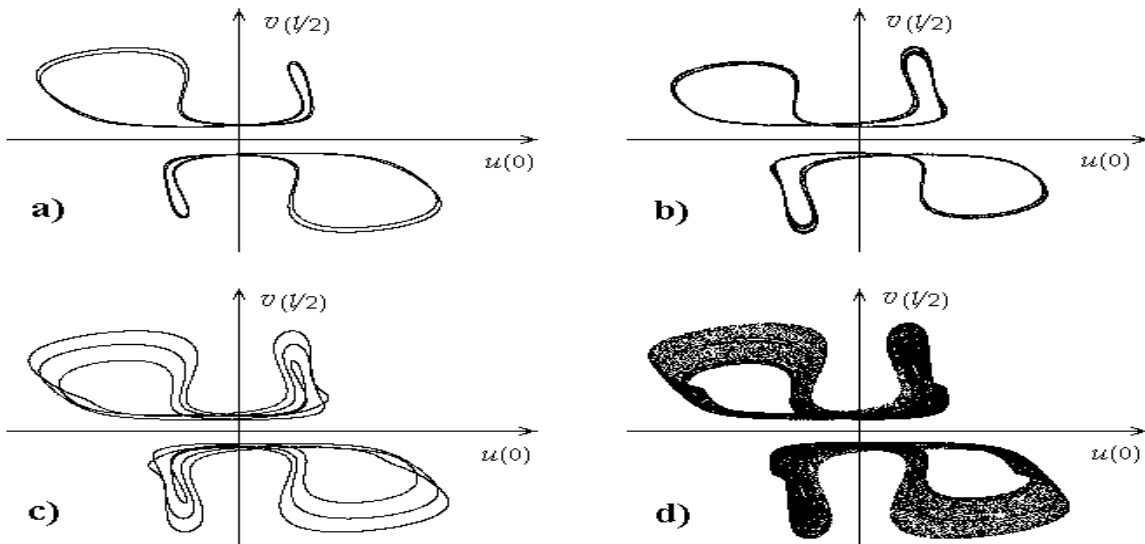 v(l/2)
u(0)
a)
v(l/2)
u(0)
b)
v(l/2)
u(0)
c)
v(l/2)
u(0)
d)